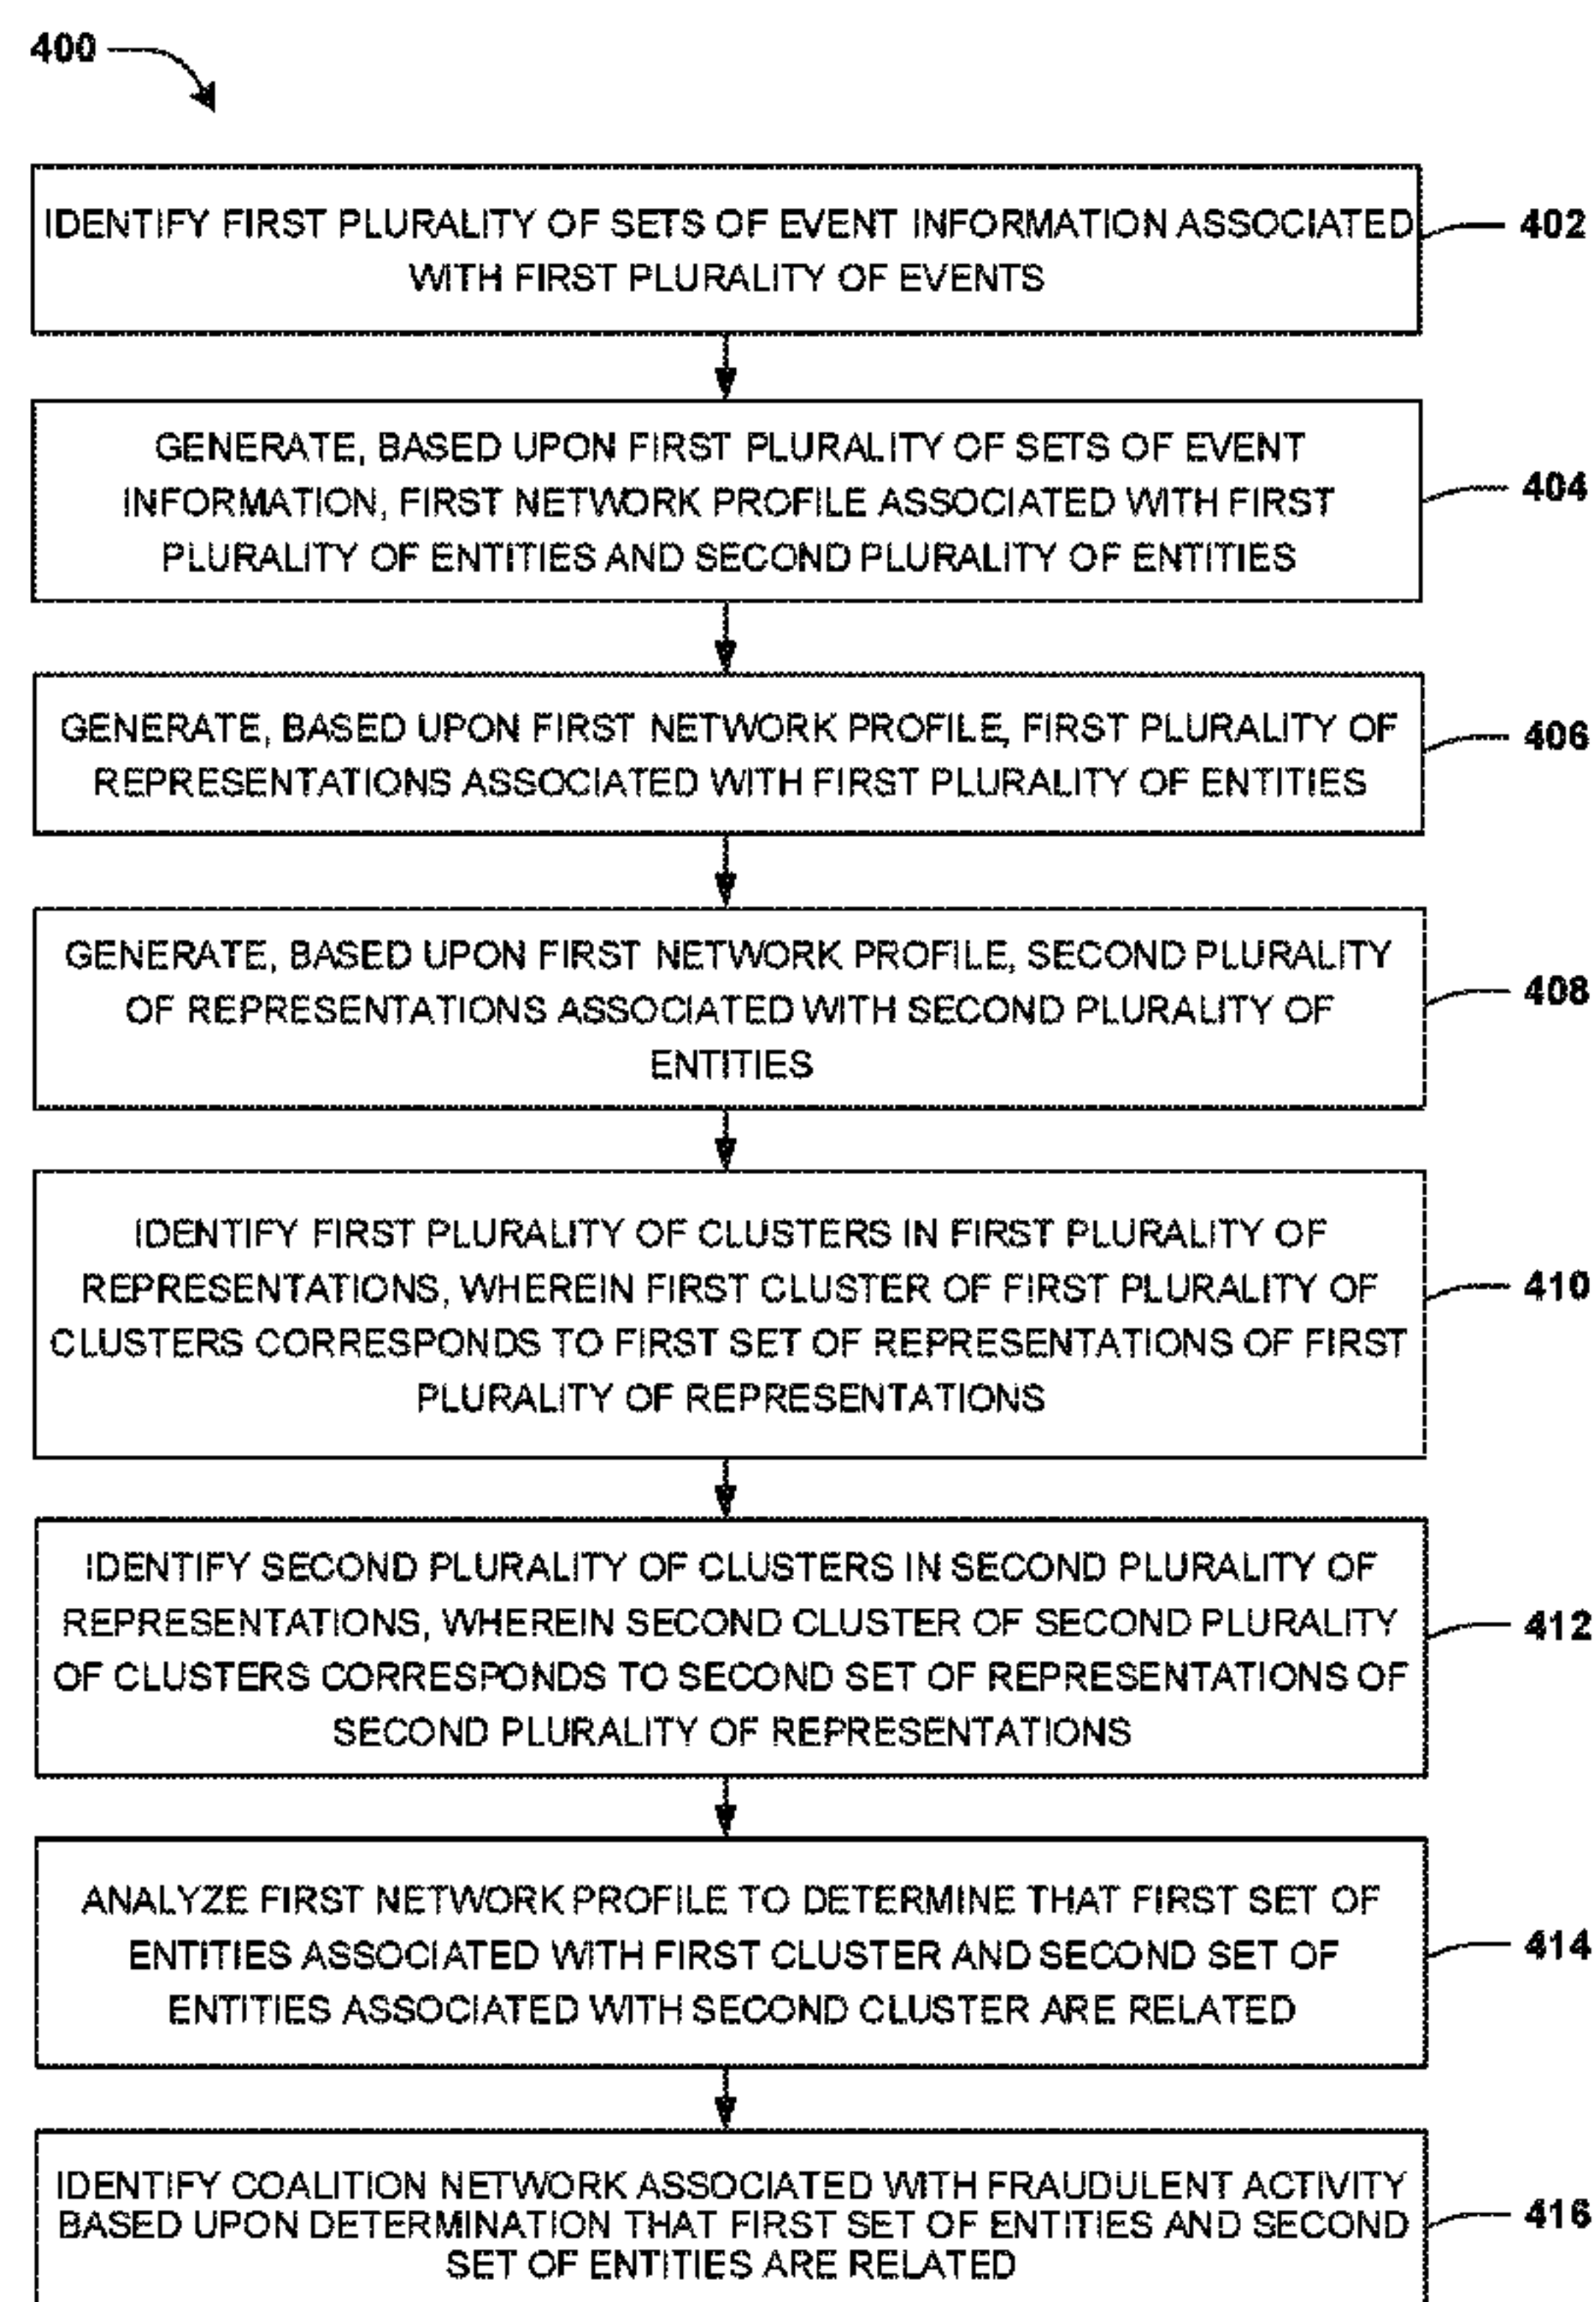 400
IDENTIFY FIRST PLURALITY OF SETS OF EVENT INFORMATION ASSOCIATED
WITH FIRST PLURALITY OF EVENTS
402
GENERATE, BASED UPON FIRST PLURALITY OF SETS OF EVENT
INFORMATION, FIRST NETWORK PROFILE ASSOCIATED WITH FIRST
PLURALITY OF ENTITIES AND SECOND PLURALITY OF ENTITIES
404
GENERATE, BASED UPON FIRST NETWORK PROFILE, FIRST PLURALITY OF
REPRESENTATIONS ASSOCIATED WITH FIRST PLURALITY OF ENTITIES
406
GENERATE, BASED UPON FIRST NETWORK PROFILE, SECOND PLURALITY
OF REPRESENTATIONS ASSOCIATED WITH SECOND PLURALITY OF
ENTITIES
408
IDENTIFY FIRST PLURALITY OF CLUSTERS IN FIRST PLURALITY OF
REPRESENTATIONS, WHEREIN FIRST CLUSTER OF FIRST PLURALITY OF
CLUSTERS CORRESPONDS TO FIRST SET OF REPRESENTATIONS OF FIRST
PLURALITY OF REPRESENTATIONS
410
IDENTIFY SECOND PLURALITY OF CLUSTERS IN SECOND PLURALITY OF
REPRESENTATIONS, WHEREIN SECOND CLUSTER OF SECOND PLURALITY
OF CLUSTERS CORRESPONDS TO SECOND SET OF REPRESENTATIONS OF
SECOND PLURALITY OF REPRESENTATIONS
412
ANALYZE FIRST NETWORK PROFILE TO DETERMINE THAT FIRST SET OF
ENTITIES ASSOCIATED WITH FIRST CLUSTER AND SECOND SET OF
ENTITIES ASSOCIATED WITH SECOND CLUSTER ARE RELATED
414
IDENTIFY COALITION NETWORK ASSOCIATED WITH FRAUDULENT ACTIVITY
BASED UPON DETERMINATION THAT FIRST SET OF ENTITIES AND SECOND
SET OF ENTITIES ARE RELATED
416